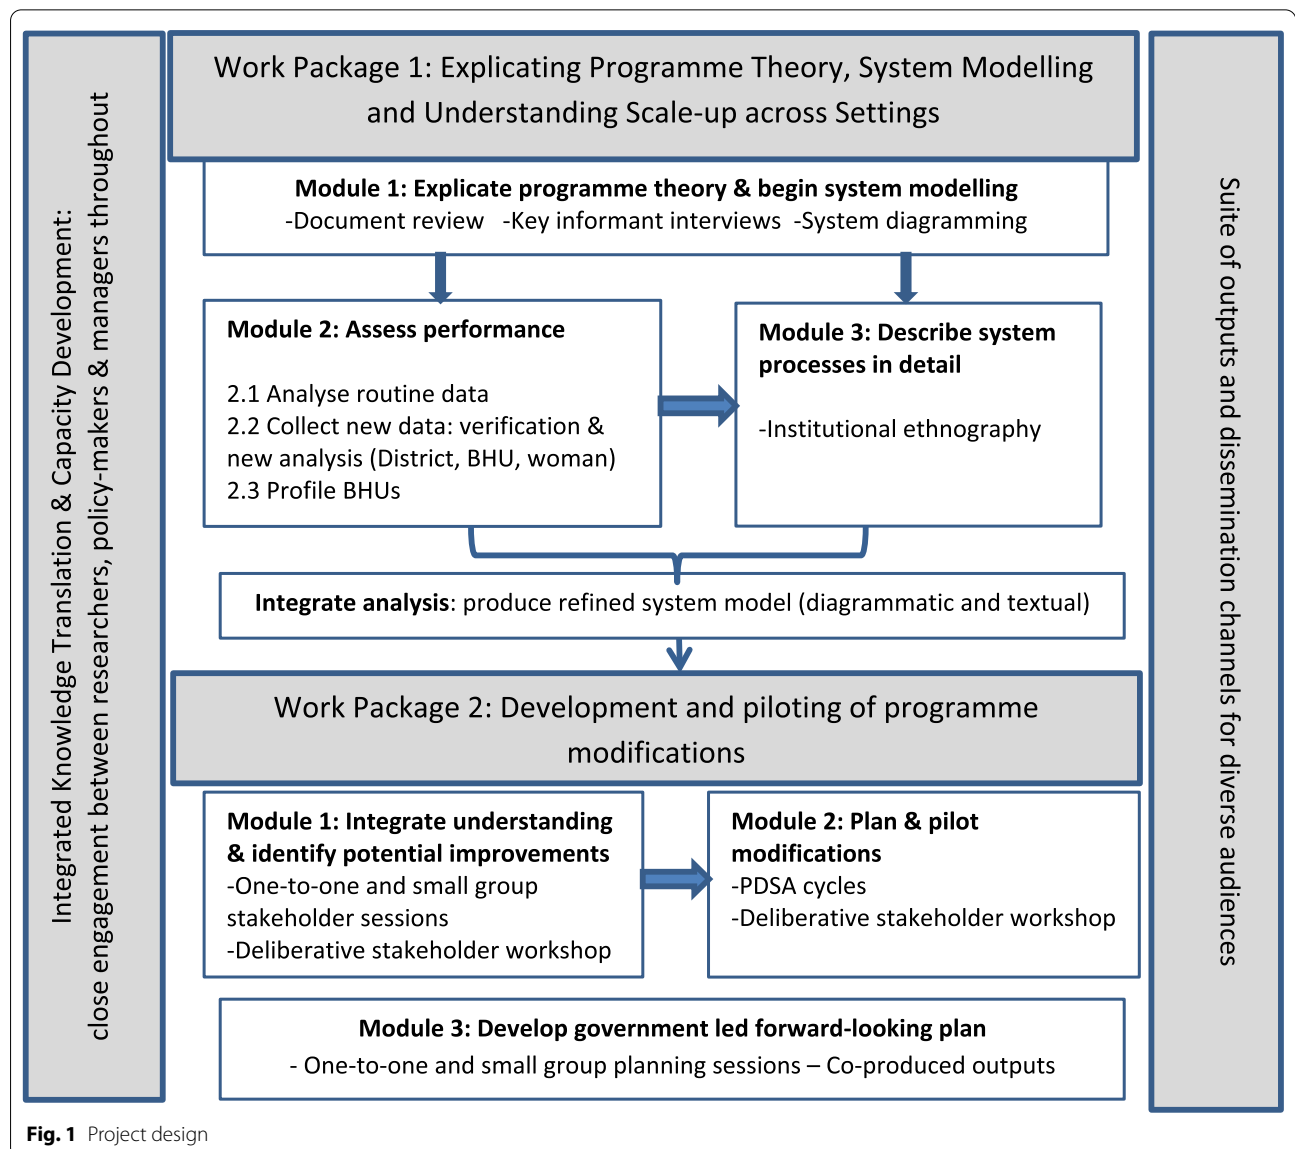 Integrated Knowledge Translation & Capacity Development:
close engagement between researchers, policy-makers & managers throughout
Work Package 1: Explicating Programme Theory, System Modelling
and Understanding Scale-up across Settings
Module 1: Explicate programme theory & begin system modelling
-Document review -Key informant interviews -System diagramming
Module 2: Assess performance
2.1 Analyse routine data
2.2 Collect new data: verification &
new analysis (District, BHU, woman)
2.3 Profile BHUs
Module 3: Describe system
processes in detail
-Institutional ethnography
Integrate analysis: produce refined system model (diagrammatic and textual)
Work Package 2: Development and piloting of programme
modifications
Module 1: Integrate understanding
& identify potential improvements
-One-to-one and small group
stakeholder sessions
-Deliberative stakeholder workshop
Module 2: Plan & pilot
modifications
-PDSA cycles
-Deliberative stakeholder workshop
Module 3: Develop government led forward-looking plan
- One-to-one and small group planning sessions – Co-produced outputs
Suite of outputs and dissemination channels for diverse audiences
Fig. 1 Project design